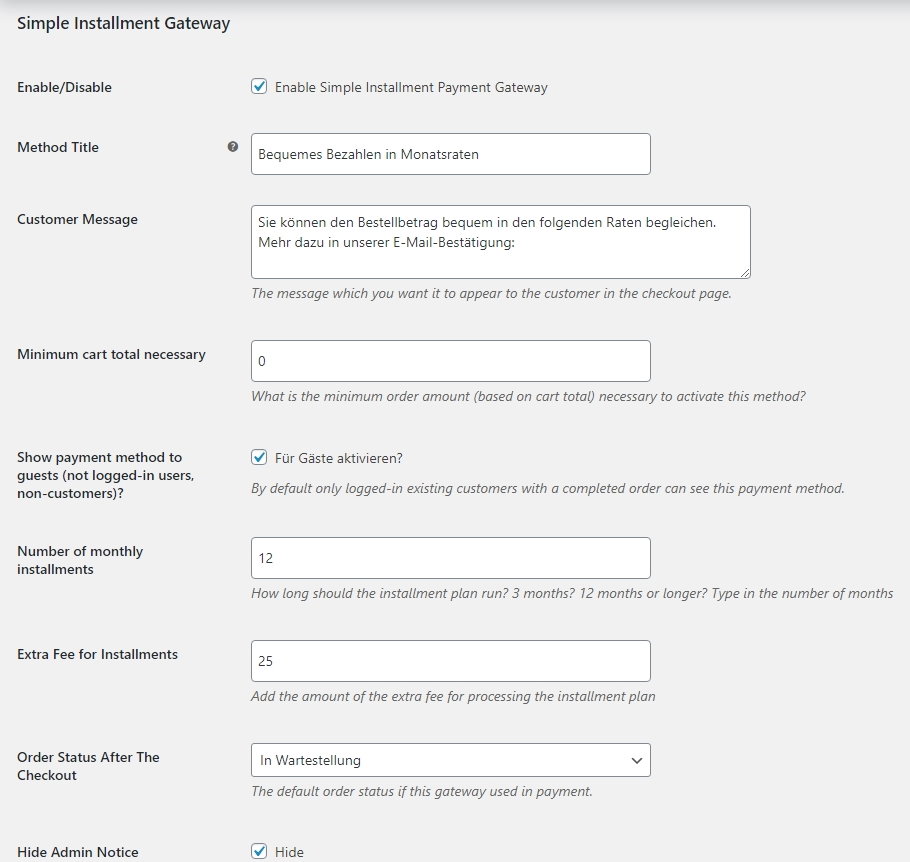 Simple Installment Gateway
Enable/Disable
Enable Simple Installment Payment Gateway
Method Title
?
Bequemes Bezahlen in Monatsraten
Customer Message
Sie können den Bestellbetrag bequem in den folgenden Raten begleichen.
Mehr dazu in unserer E-Mail-Bestätigung:
The message which you want it to appear to the customer in the checkout page.
Minimum cart total necessary
0
What is the minimum order amount (based on cart total) necessary to activate this method?
Show payment method to
guests (not logged-in users,
non-customers)?
Für Gäste aktivieren?
By default only logged-in existing customers with a completed order can see this payment method.
Number of monthly
installments
12
How long should the installment plan run? 3 months? 12 months or longer? Type in the number of months
Extra Fee for Installments
25
Add the amount of the extra fee for processing the installment plan
Order Status After The
Checkout
In Wartestellung
The default order status if this gateway used in payment.
Hide Admin Notice
Hide